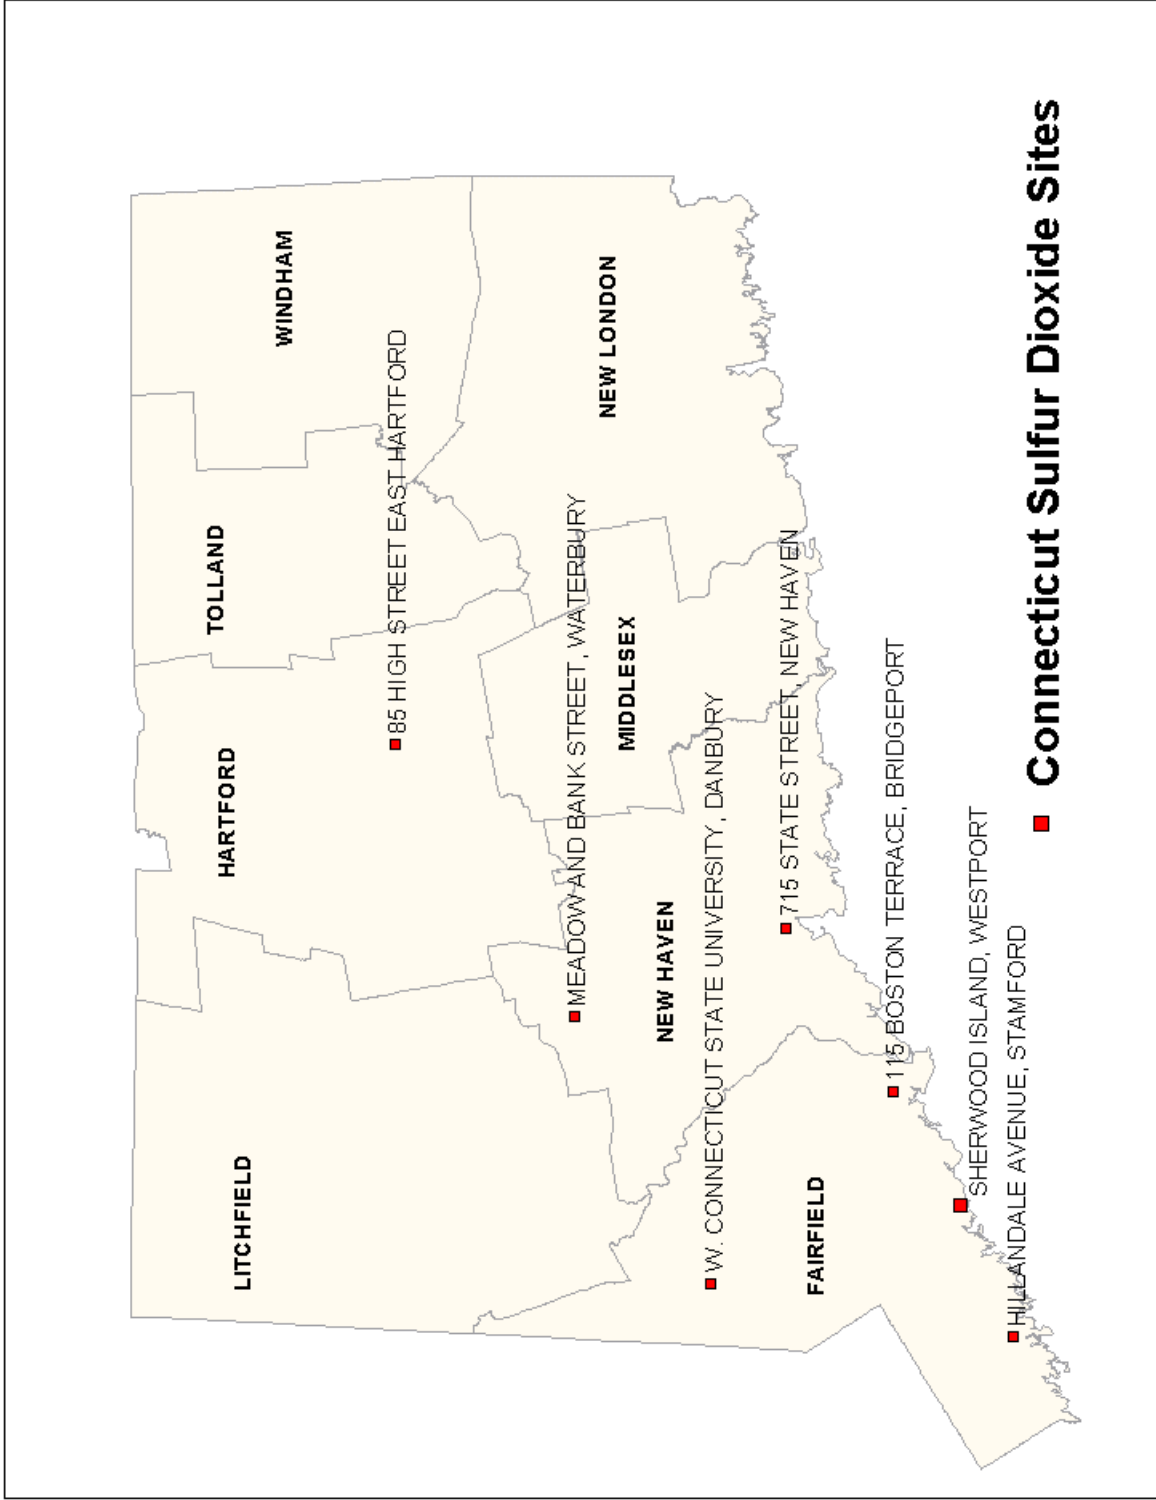 WINDHAM
TOLLAND
HARTFORD
LITCHFIELD
85 HIGH STREET EAST HARTFORD
NEW LONDON
MEADOW AND BANK STREET, WATERBURY
MIDDLESEX
NEW HAVEN
W. CONNECTICUT STATE UNIVERSITY, DANBURY
715 STATE STREET, NEW HAVEN
FAIRFIELD
115 BOSTON TERRACE, BRIDGEPORT
SHERWOOD ISLAND, WESTPORT
HILLANDALE AVENUE, STAMFORD
Connecticut Sulfur Dioxide Sites